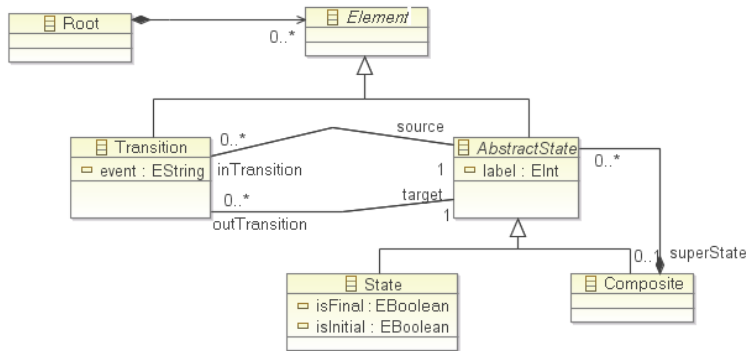 Root
Element
0..*
Transition
event : EString
0..*
inTransition
source
1
AbstractState
label : EInt
0..*
0..*
outTransition
target
1
0..1
superState
State
isFinal : EBoolean
isInitial : EBoolean
Composite